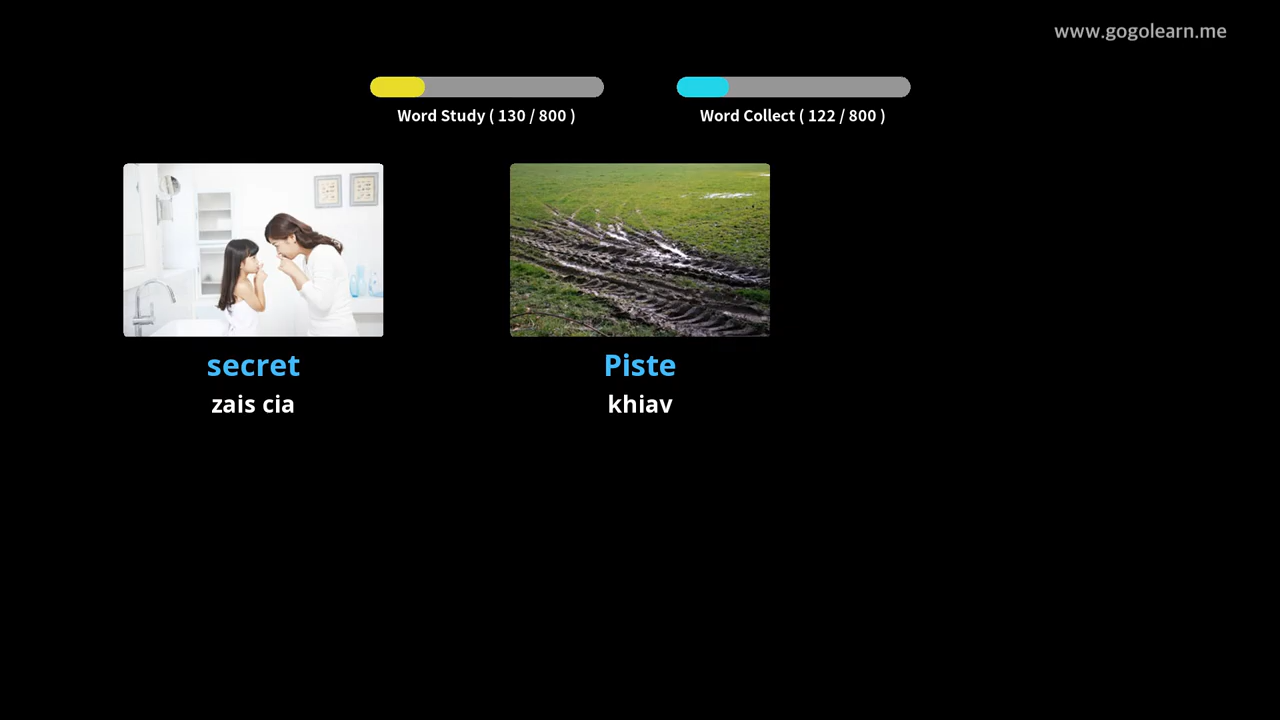 www.gogolearn.me
Word Study ( 130 / 800 )
Word Collect ( 122 / 800 )
secret
zais cia
Piste
khiav